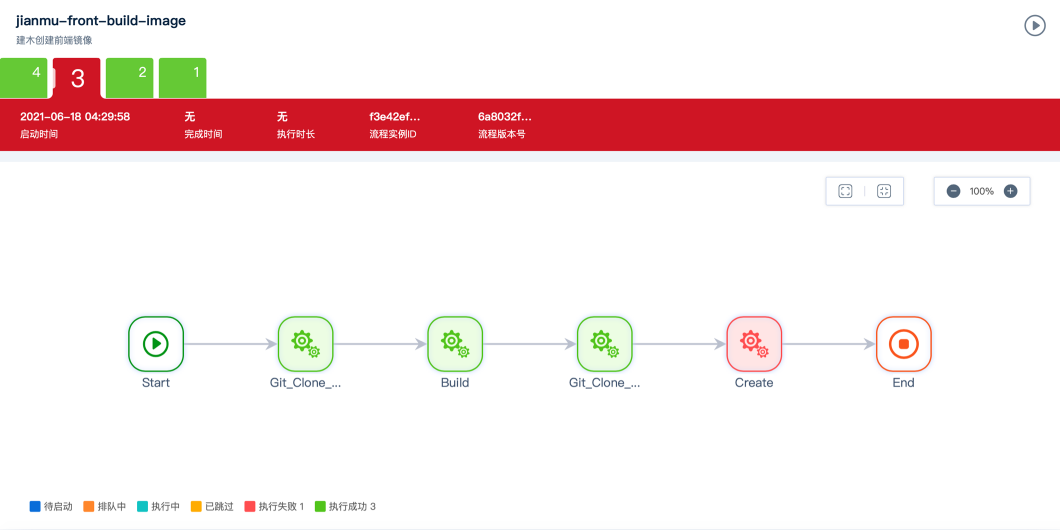 jianmu-front-build-image
建木创建前端镜像
4 3 2 1
2021-06-18 04:29:58 无 无 f3e42ef... 6a8032f...
启动时间 完成时间 执行时长 流程实例ID 流程版本号
100%
Start Git_Clone_... Build Git_Clone_... Create End
待启动 排队中 执行中 已跳过 执行失败 1 执行成功 3